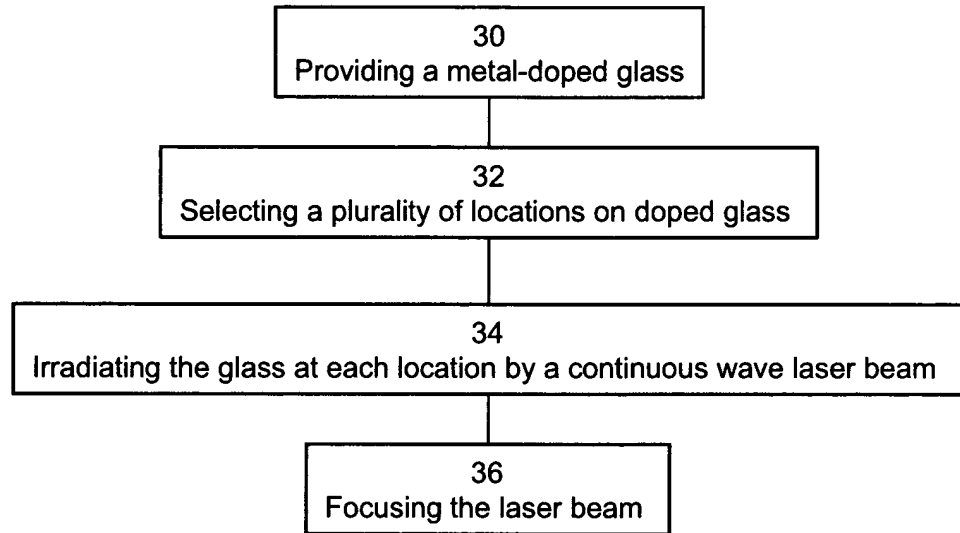 30
Providing a metal-doped glass
32
Selecting a plurality of locations on doped glass
34
Irradiating the glass at each location by a continuous wave laser beam
36
Focusing the laser beam